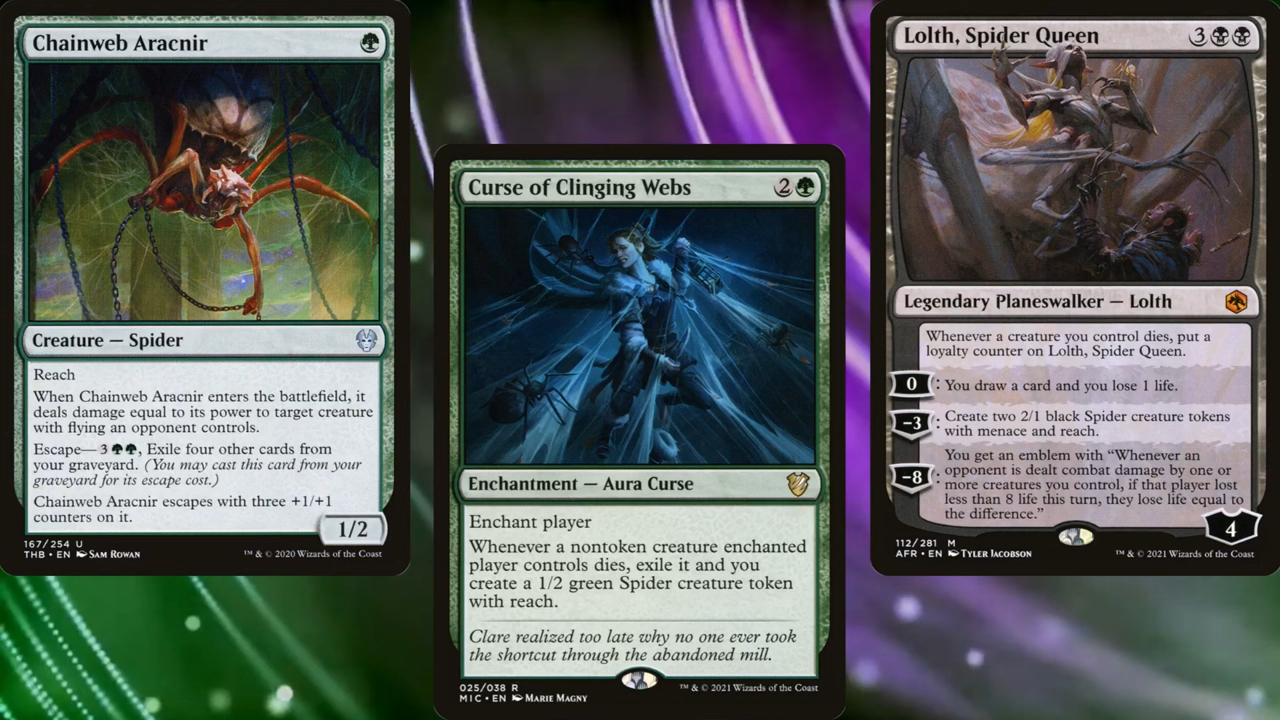 Chainweb Aracnir
Creature — Spider
Reach
When Chainweb Aracnir enters the battlefield, it
deals damage equal to its power to target creature
with flying an opponent controls.
Escape—3, Exile four other cards from
your graveyard. (You may cast this card from your
graveyard for its escape cost.)
Chainweb Aracnir escapes with three +1/+1
counters on it.
1/2
167/254 U
THB • EN SAM ROWAN
™ & © 2020 Wizards of the Coast
Curse of Clinging Webs
2
Enchantment — Aura Curse
Enchant player
Whenever a nontoken creature enchanted
player controls dies, exile it and you
create a 1/2 green Spider creature token
with reach.
Clare realized too late why no one ever took
the shortcut through the abandoned mill.
025/038 R
MIC • EN MARIE MAGNY
™ & © 2021 Wizards of the Coast
Lolth, Spider Queen
3
Legendary Planeswalker — Lolth
Whenever a creature you control dies, put a
loyalty counter on Lolth, Spider Queen.
0 : You draw a card and you lose 1 life.
-3 : Create two 2/1 black Spider creature tokens
with menace and reach.
You get an emblem with “Whenever an
opponent is dealt combat damage by one or
-8 : more creatures you control, if that player lost
less than 8 life this turn, they lose life equal to
the difference.”
4
112/281 M
AFR • EN TYLER JACOBSON
™ & © 2021 Wizards of the Coast